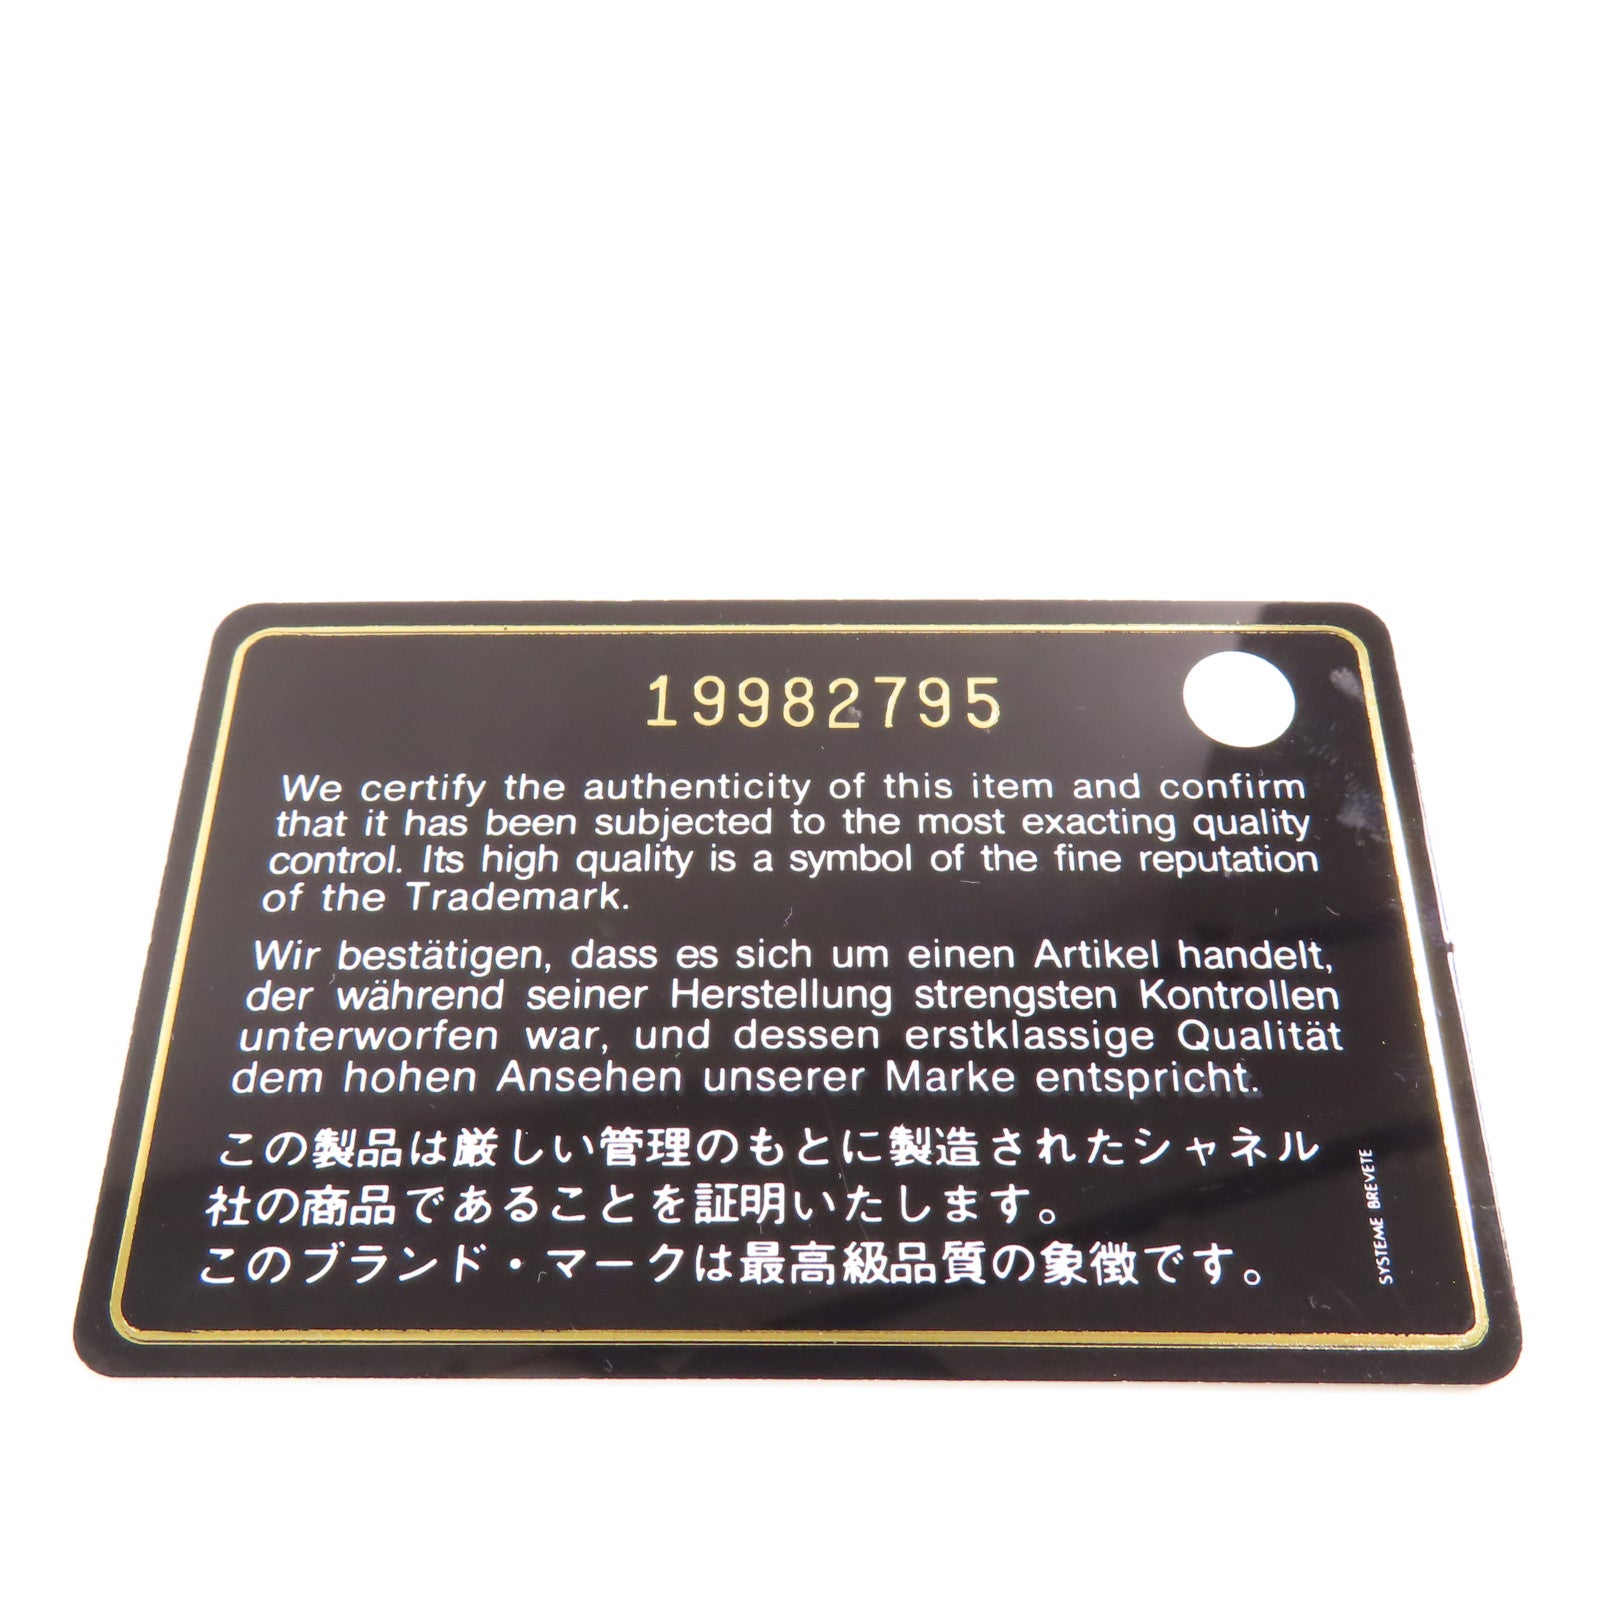 19982795
We certify the authenticity of this item and confirm
that it has been subjected to the most exacting quality
control. Its high quality is a symbol of the fine reputation
of the Trademark.
Wir bestätigen, dass es sich um einen Artikel handelt,
der während seiner Herstellung strengsten Kontrollen
unterworfen war, und dessen erstklassige Qualität
dem hohen Ansehen unserer Marke entspricht.
この製品は厳しい管理のもとに製造されたシャネル
社の商品であることを証明いたします。
このブランド・マークは最高級品質の象徴です。
SYSTEME BREVETE